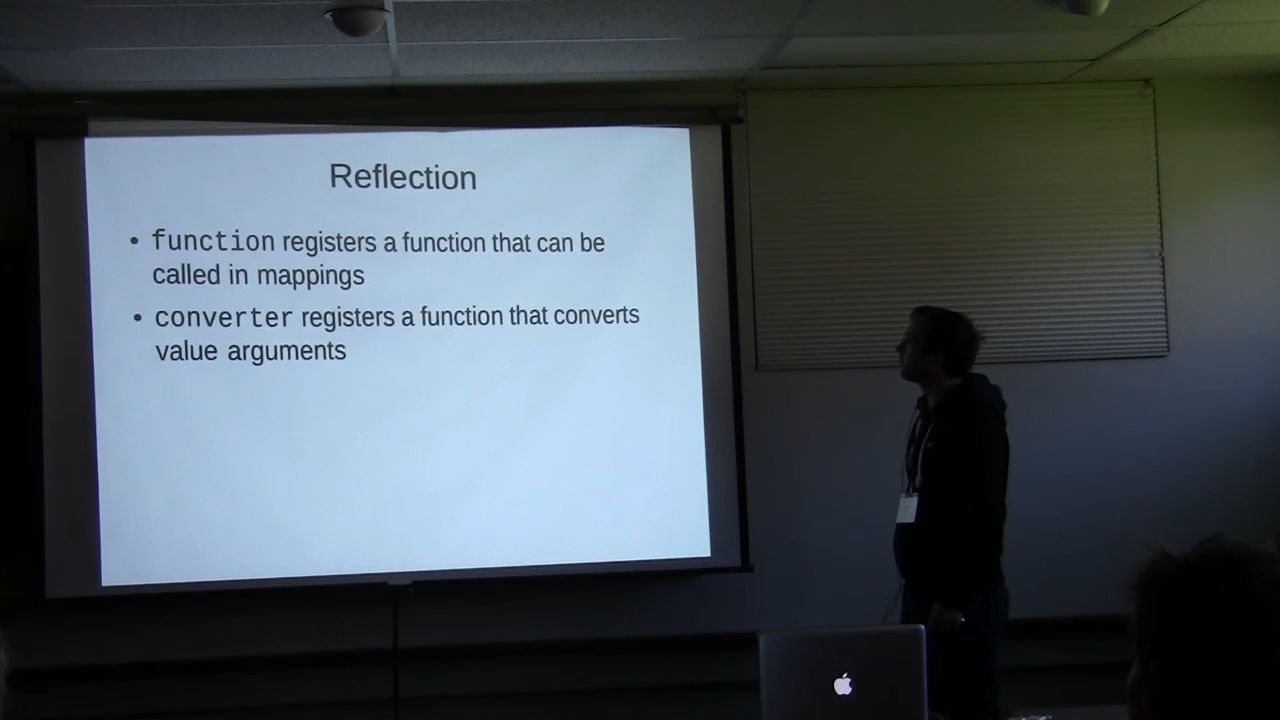 Reflection
• function registers a function that can be
called in mappings
• converter registers a function that converts
value arguments